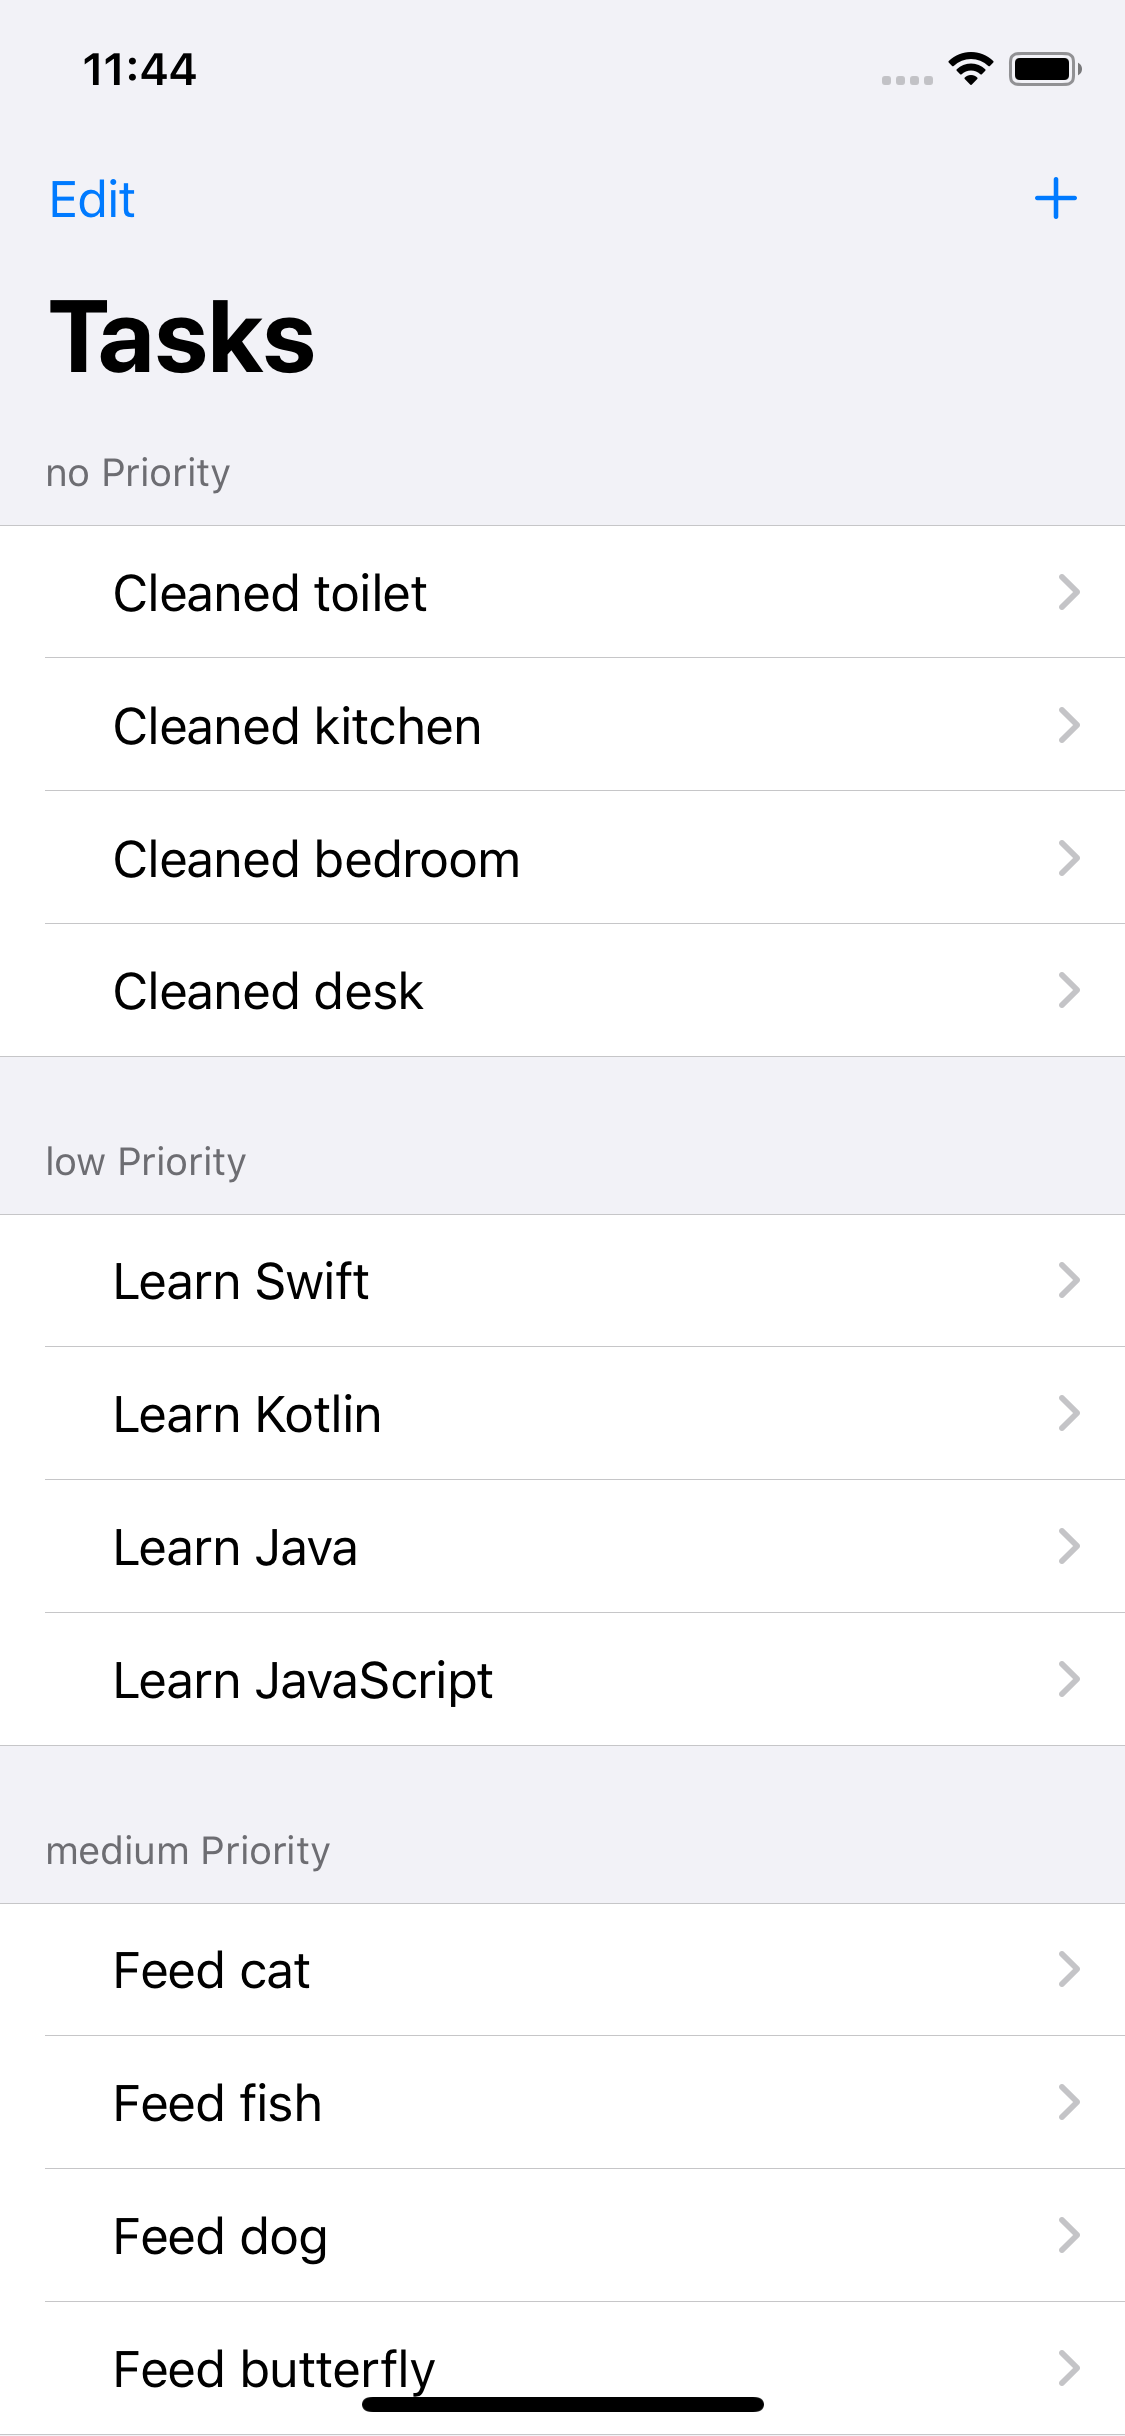 11:44
Edit
Tasks
no Priority
Cleaned toilet
Cleaned kitchen
Cleaned bedroom
Cleaned desk
low Priority
Learn Swift
Learn Kotlin
Learn Java
Learn JavaScript
medium Priority
Feed cat
Feed fish
Feed dog
Feed butterfly